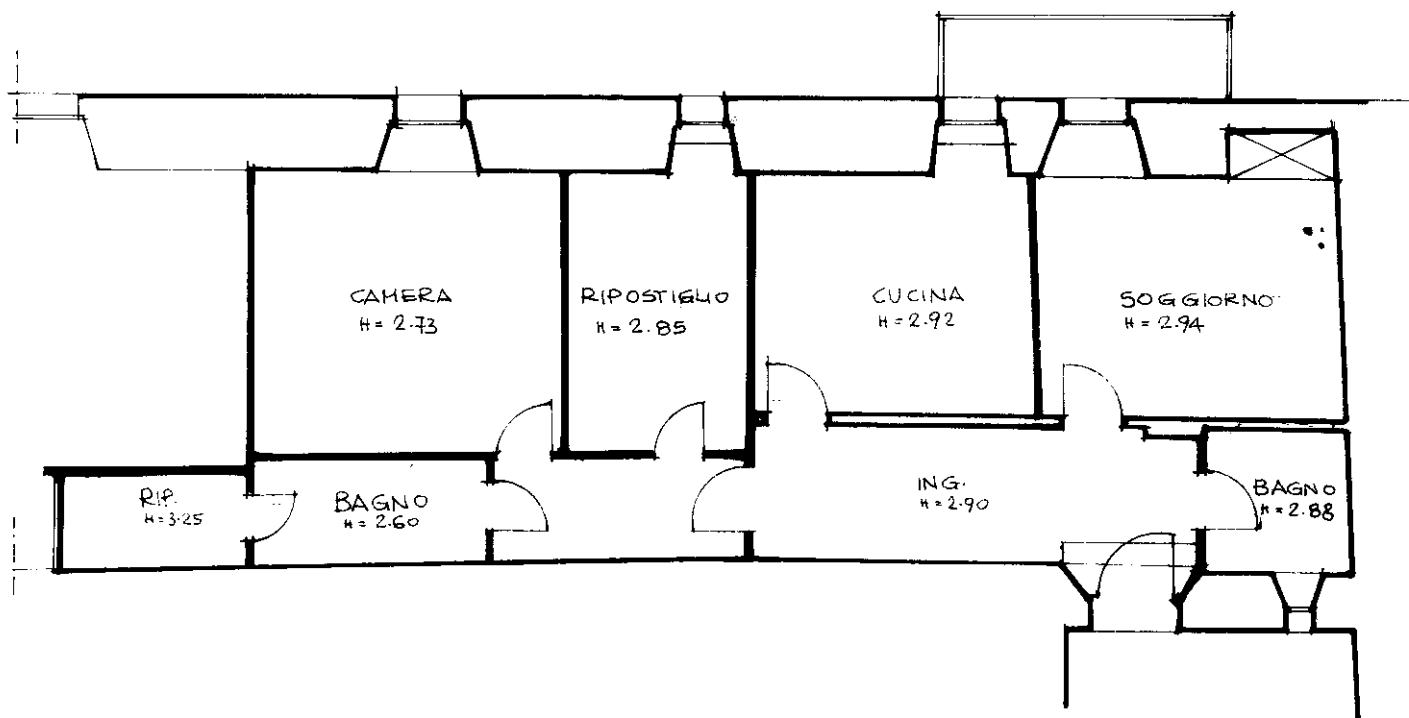 CAMERA
H = 2.73
RIPOSTIGLIO
H = 2.85
CUCINA
H = 2.92
SOGGIORNO
H = 2.94
RIP.
H = 3.25
BAGNO
H = 2.60
ING.
H = 2.90
BAGNO
H = 2.88